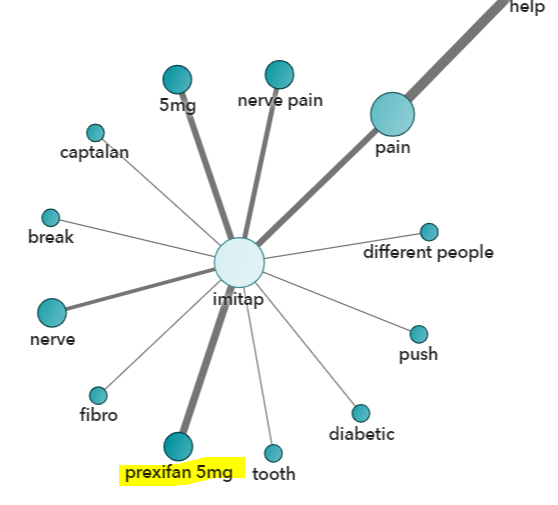 help
5mg
nerve pain
pain
captalan
break
different people
imitap
nerve
push
fibro
diabetic
prexifan 5mg
tooth